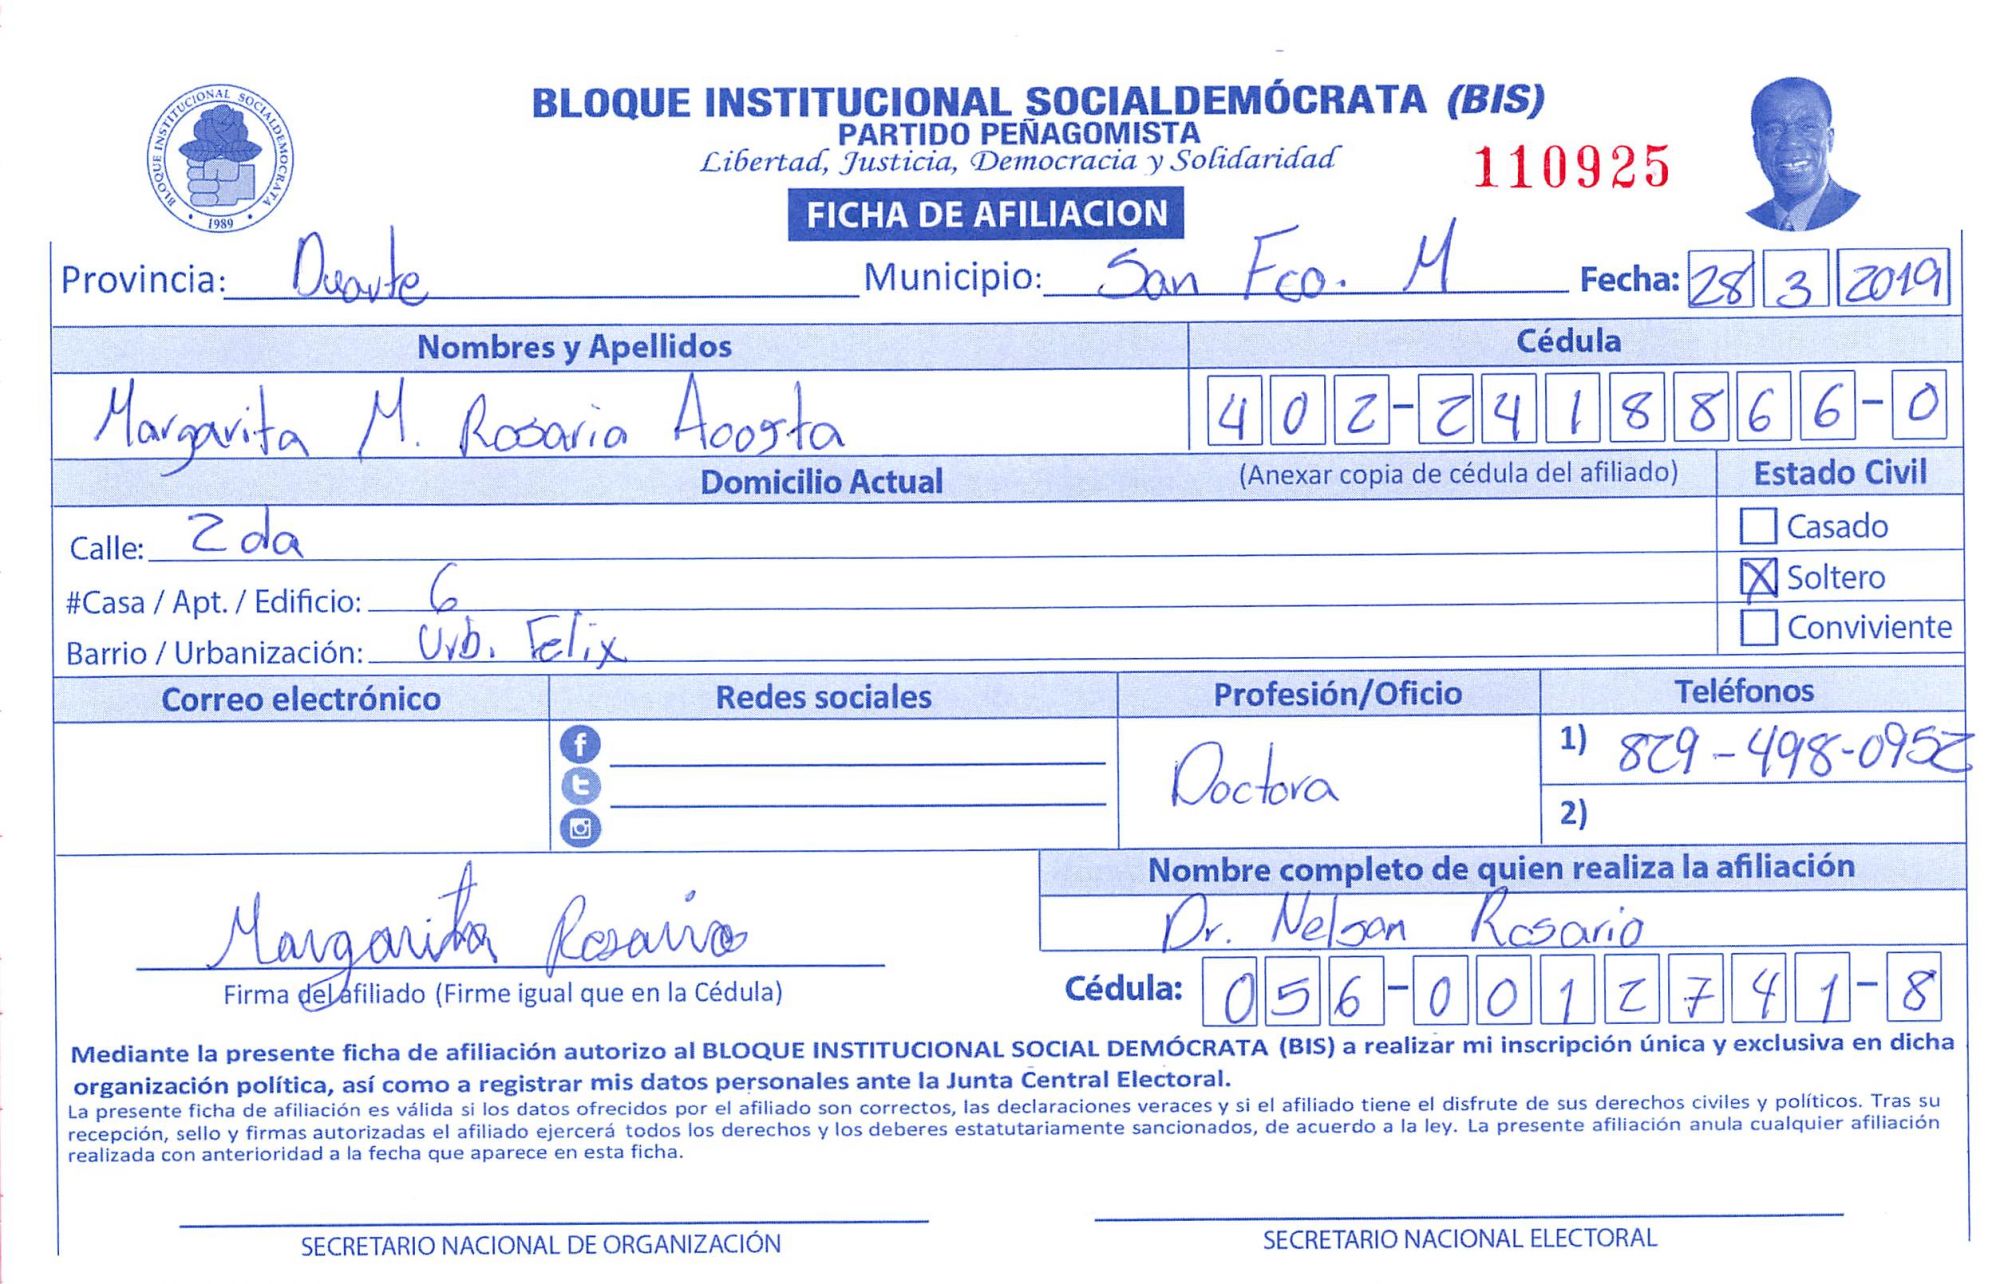 BLOQUE INSTITUCIONAL SOCIALDEMÓCRATA
1989
BLOQUE INSTITUCIONAL SOCIALDEMÓCRATA (BIS)
PARTIDO PEÑAGOMISTA
Libertad, Justicia, Democracia y Solidaridad
110925
FICHA DE AFILIACION
Provincia: Duarte Municipio: San Fco. M Fecha: 28 3 2019
Nombres y Apellidos Cédula
Margarita M. Rosario Acosta 402-2418866-0
Domicilio Actual (Anexar copia de cédula del afiliado) Estado Civil
Calle: 2da Casado
#Casa / Apt. / Edificio: 6 X Soltero
Barrio / Urbanización: Urb. Felix Conviviente
Correo electrónico Redes sociales Profesión/Oficio Teléfonos
Doctora 1) 829-498-0952
2)
Nombre completo de quien realiza la afiliación
Margarita Rosario Dr. Nelson Rosario
Firma del afiliado (Firme igual que en la Cédula) Cédula: 056-0012741-8
Mediante la presente ficha de afiliación autorizo al BLOQUE INSTITUCIONAL SOCIAL DEMÓCRATA (BIS) a realizar mi inscripción única y exclusiva en dicha
organización política, así como a registrar mis datos personales ante la Junta Central Electoral.
La presente ficha de afiliación es válida si los datos ofrecidos por el afiliado son correctos, las declaraciones veraces y si el afiliado tiene el disfrute de sus derechos civiles y políticos. Tras su
recepción, sello y firmas autorizadas el afiliado ejercerá todos los derechos y los deberes estatutariamente sancionados, de acuerdo a la ley. La presente afiliación anula cualquier afiliación
realizada con anterioridad a la fecha que aparece en esta ficha.
SECRETARIO NACIONAL DE ORGANIZACIÓN SECRETARIO NACIONAL ELECTORAL